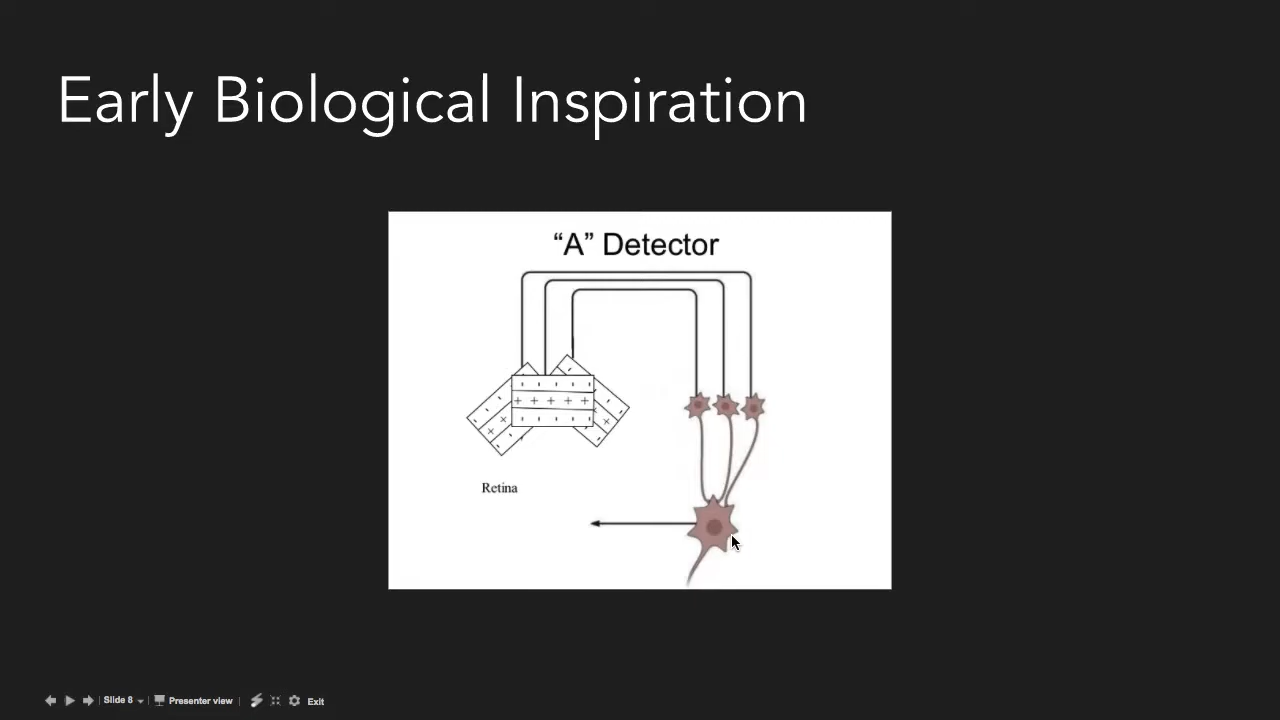 Early Biological Inspiration
“A” Detector
Retina
Slide 8
Presenter view
Exit